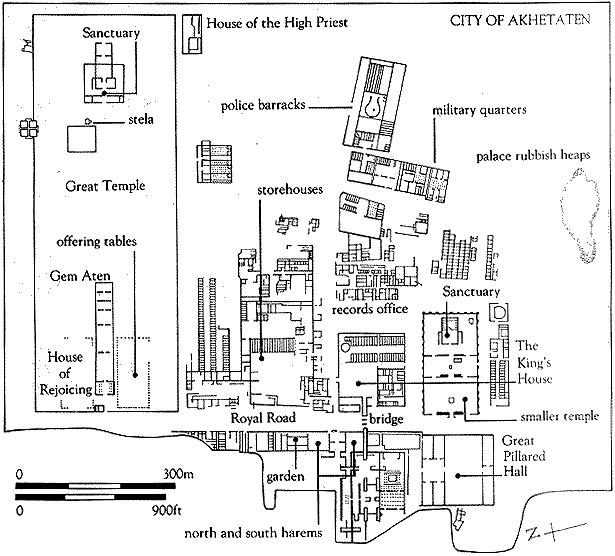 CITY OF AKHETATEN
House of the High Priest
Sanctuary
police barracks
military quarters
stela
palace rubbish heaps
Great Temple
storehouses
offering tables
Gem Aten
Sanctuary
records office
The
King's
House
House
of
Rejoicing
Royal Road
bridge
smaller temple
Great
Pillared
Hall
garden
0 300m
0 900ft
north and south harems
N